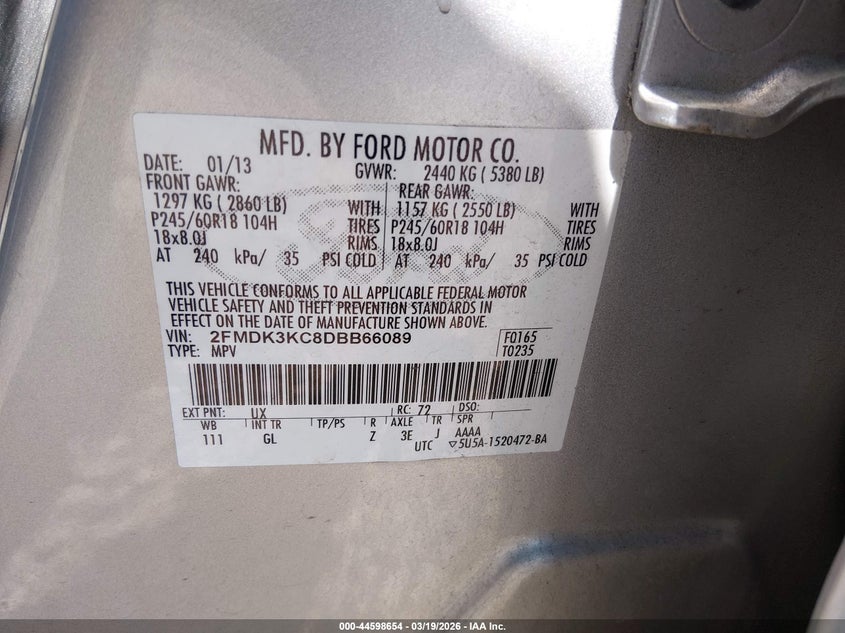 MFD. BY FORD MOTOR CO.
DATE: 01/13 GVWR: 2440 KG ( 5380 LB)
FRONT GAWR: REAR GAWR:
1297 KG ( 2860 LB) WITH 1157 KG ( 2550 LB) WITH
P245/60R18 104H TIRES P245/60R18 104H TIRES
18x8.0J RIMS 18x8.0J RIMS
AT 240 kPa/ 35 PSI COLD AT 240 kPa/ 35 PSI COLD
THIS VEHICLE CONFORMS TO ALL APPLICABLE FEDERAL MOTOR
VEHICLE SAFETY AND THEFT PREVENTION STANDARDS IN
EFFECT ON THE DATE OF MANUFACTURE SHOWN ABOVE.
VIN: 2FMDK3KC8DBB66089 F0165
TYPE: MPV T0235
EXT PNT: UX RC: 72 DSO:
WB INT TR TP/PS R AXLE TR SPR
111 GL Z 3E J AAAA
UTC ▽5U5A-1520472-BA
000-44598654 / 03/19/2026 - IAA Inc.